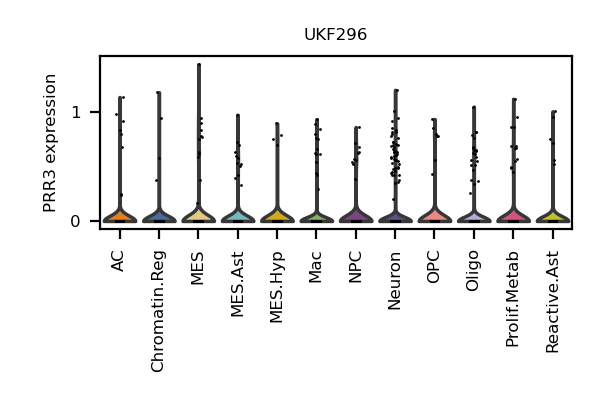 UKF296
PRR3 expression
1
0
AC
Chromatin.Reg
MES
MES.Ast
MES.Hyp
Mac
NPC
Neuron
OPC
Oligo
Prolif.Metab
Reactive.Ast